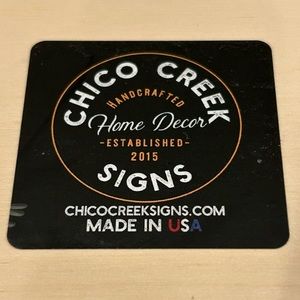 CHICO CREEK
HANDCRAFTED
Home Decor
-ESTABLISHED-
2015
SIGNS
CHICOCREEKSIGNS.COM
MADE IN USA